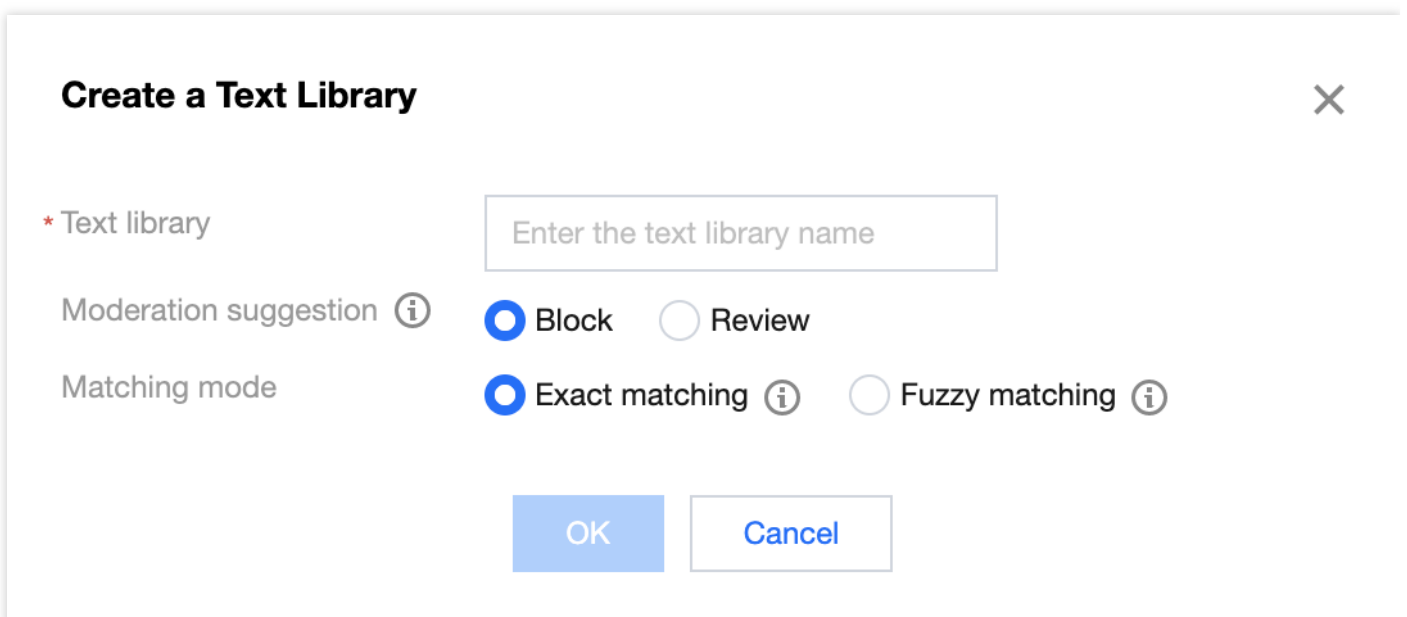 Create a Text Library
* Text library
Enter the text library name
Moderation suggestion
Block
Review
Matching mode
Exact matching
Fuzzy matching
OK
Cancel